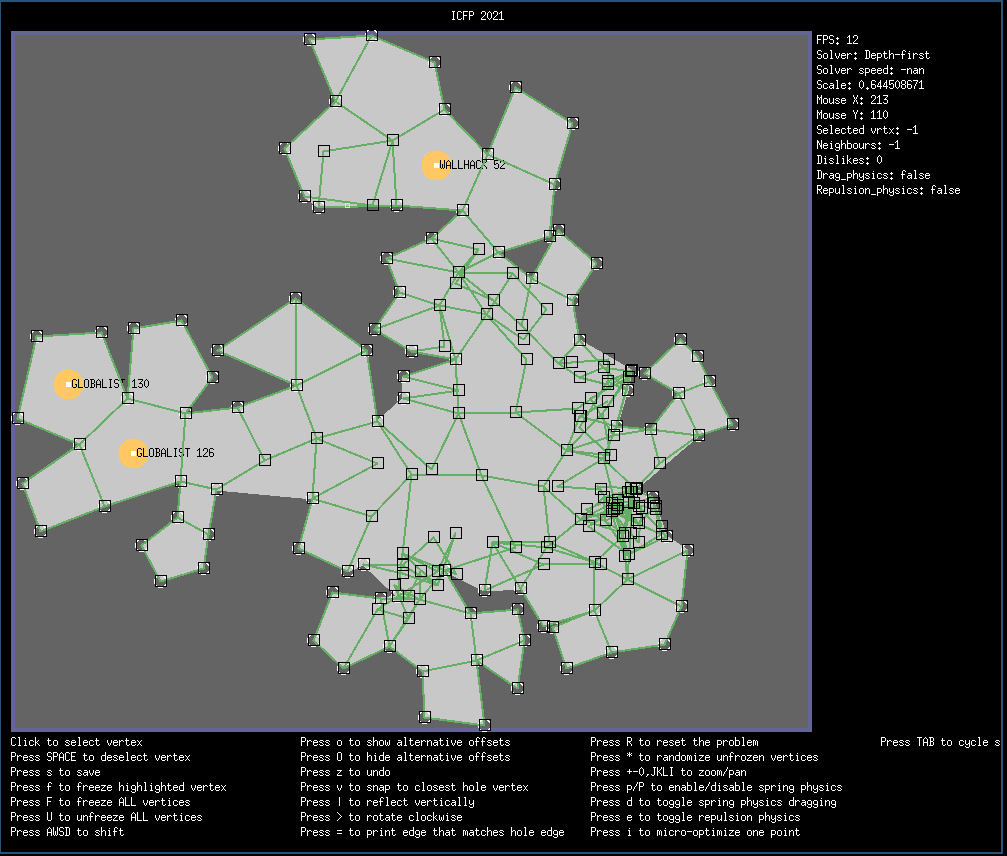 ICFP 2021
FPS: 12
Solver: Depth-first
Solver speed: -nan
Scale: 0.644508671
Mouse X: 213
Mouse Y: 110
Selected vrtx: -1
Neighbours: -1
Dislikes: 0
Drag_physics: false
Repulsion_physics: false
WALLHACK 52
GLOBALIST 130
GLOBALIST 126
Click to select vertex
Press SPACE to deselect vertex
Press s to save
Press f to freeze highlighted vertex
Press F to freeze ALL vertices
Press U to unfreeze ALL vertices
Press AWSD to shift
Press o to show alternative offsets
Press O to hide alternative offsets
Press z to undo
Press v to snap to closest hole vertex
Press | to reflect vertically
Press > to rotate clockwise
Press = to print edge that matches hole edge
Press R to reset the problem
Press * to randomize unfrozen vertices
Press +-0,JKLI to zoom/pan
Press p/P to enable/disable spring physics
Press d to toggle spring physics dragging
Press e to toggle repulsion physics
Press i to micro-optimize one point
Press TAB to cycle s